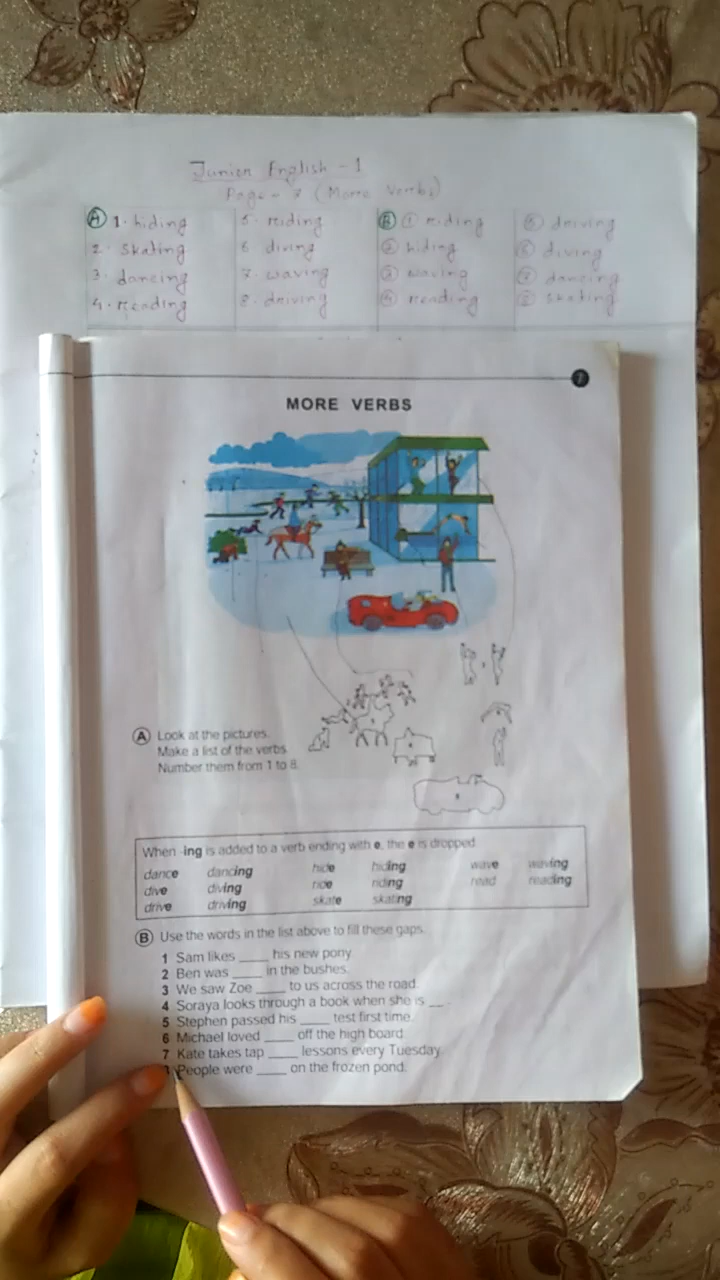 Junior English - 1
Page - 7 (More Verbs)
A 1. hiding 5. riding B 1 riding 5 driving
2. skating 6 diving 2 hiding 6 diving
3. dancing 7. waving 3 waving 7 dancing
4. reading 8. driving 4 reading 8 skating
7
MORE VERBS
A Look at the pictures.
Make a list of the verbs.
Number them from 1 to 8.
When -ing is added to a verb ending with e, the e is dropped.
dance dancing hide hiding wave waving
dive diving ride riding read reading
drive driving skate skating
B Use the words in the list above to fill these gaps.
1 Sam likes ____ his new pony.
2 Ben was ____ in the bushes.
3 We saw Zoe ____ to us across the road.
4 Soraya looks through a book when she is ____.
5 Stephen passed his ____ test first time.
6 Michael loved ____ off the high board.
7 Kate takes tap ____ lessons every Tuesday.
8 People were ____ on the frozen pond.